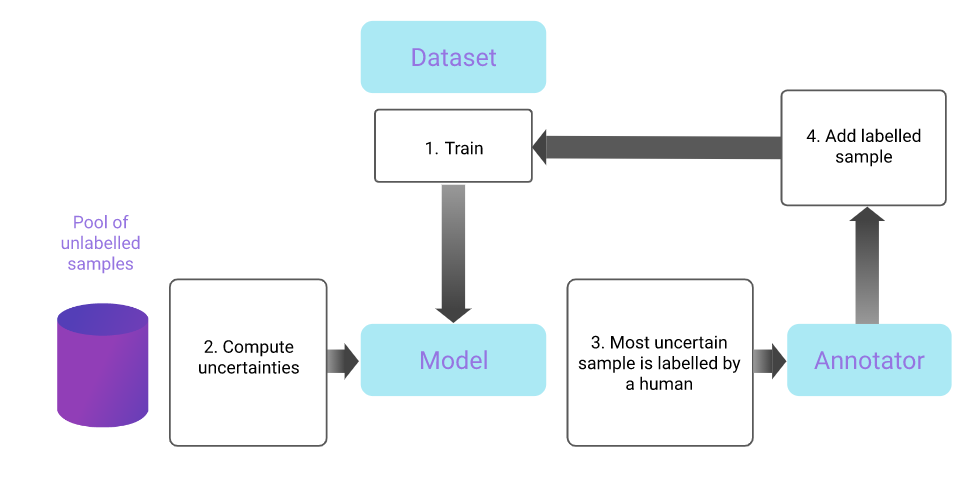 Dataset
1. Train
4. Add labelled
sample
Pool of
unlabelled
samples
2. Compute
uncertainties
Model
3. Most uncertain
sample is labelled by
a human
Annotator